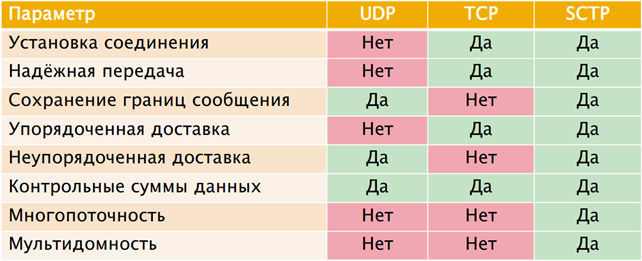 Параметр UDP TCP SCTP
Установка соединения Нет Да Да
Надёжная передача Нет Да Да
Сохранение границ сообщения Да Нет Да
Упорядоченная доставка Нет Да Да
Неупорядоченная доставка Да Нет Да
Контрольные суммы данных Да Да Да
Многопоточность Нет Нет Да
Мультидомность Нет Нет Да